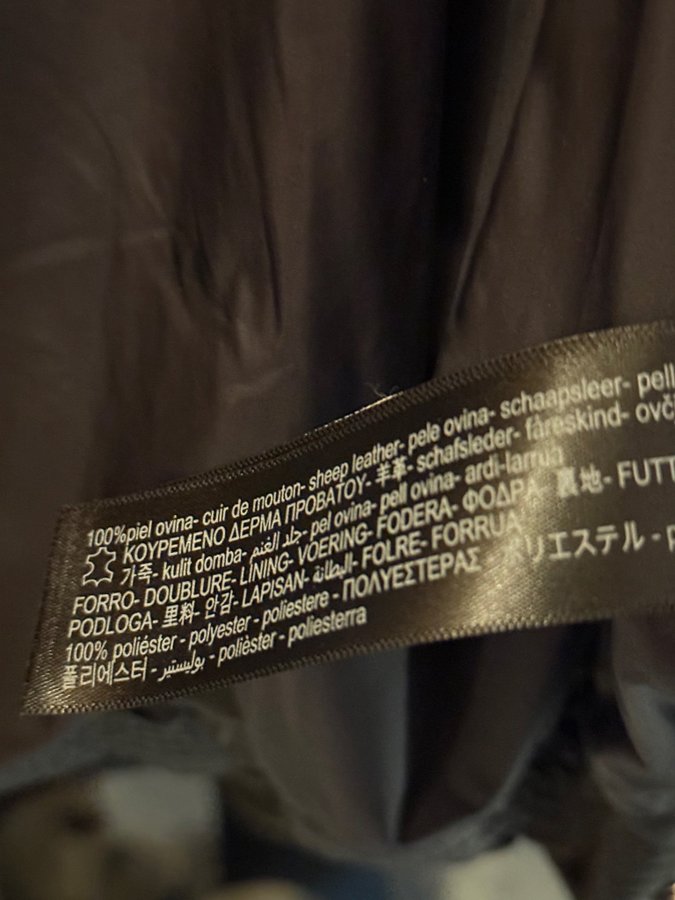 100%piel ovina- cuir de mouton- sheep leather- pele ovina- schaapsleer- pell
ΚΟΥΡΕΜΕΝΟ ΔΕΡΜΑ ΠΡΟΒΑΤΟΥ- 羊革- schafsleder- fåreskind- ovč
가죽- kulit domba- جلد الغنم- pel ovina- pell ovina- ardi-larrua
FORRO- DOUBLURE- LINING- VOERING- FODERA- ΦΟΔΡΑ- 裏地- FUTT
PODLOGA- 里料- 안감- LAPISAN- البطانة- FOLRE- FORRUA
100% poliéster - polyester - poliestere - ΠΟΛΥΕΣΤΕΡΑΣ - ポリエステル - p
폴리에스터 - بوليستير - polièster - poliesterra